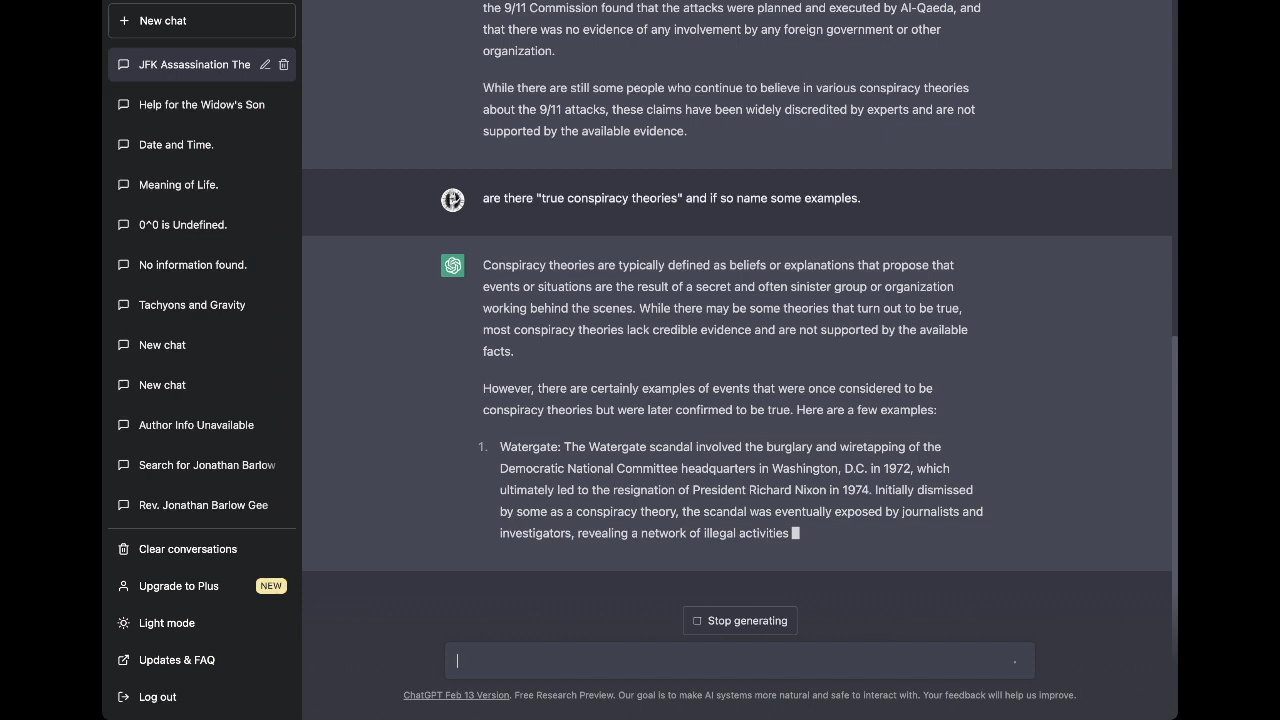 New chat
JFK Assassination The
Help for the Widow's Son
Date and Time.
Meaning of Life.
0^0 is Undefined.
No information found.
Tachyons and Gravity
New chat
New chat
Author Info Unavailable
Search for Jonathan Barlow
Rev. Jonathan Barlow Gee
Clear conversations
Upgrade to Plus NEW
Light mode
Updates & FAQ
Log out
the 9/11 Commission found that the attacks were planned and executed by Al-Qaeda, and
that there was no evidence of any involvement by any foreign government or other
organization.
While there are still some people who continue to believe in various conspiracy theories
about the 9/11 attacks, these claims have been widely discredited by experts and are not
supported by the available evidence.
are there "true conspiracy theories" and if so name some examples.
Conspiracy theories are typically defined as beliefs or explanations that propose that
events or situations are the result of a secret and often sinister group or organization
working behind the scenes. While there may be some theories that turn out to be true,
most conspiracy theories lack credible evidence and are not supported by the available
facts.
However, there are certainly examples of events that were once considered to be
conspiracy theories but were later confirmed to be true. Here are a few examples:
1. Watergate: The Watergate scandal involved the burglary and wiretapping of the
Democratic National Committee headquarters in Washington, D.C. in 1972, which
ultimately led to the resignation of President Richard Nixon in 1974. Initially dismissed
by some as a conspiracy theory, the scandal was eventually exposed by journalists and
investigators, revealing a network of illegal activities
Stop generating
ChatGPT Feb 13 Version. Free Research Preview. Our goal is to make AI systems more natural and safe to interact with. Your feedback will help us improve.